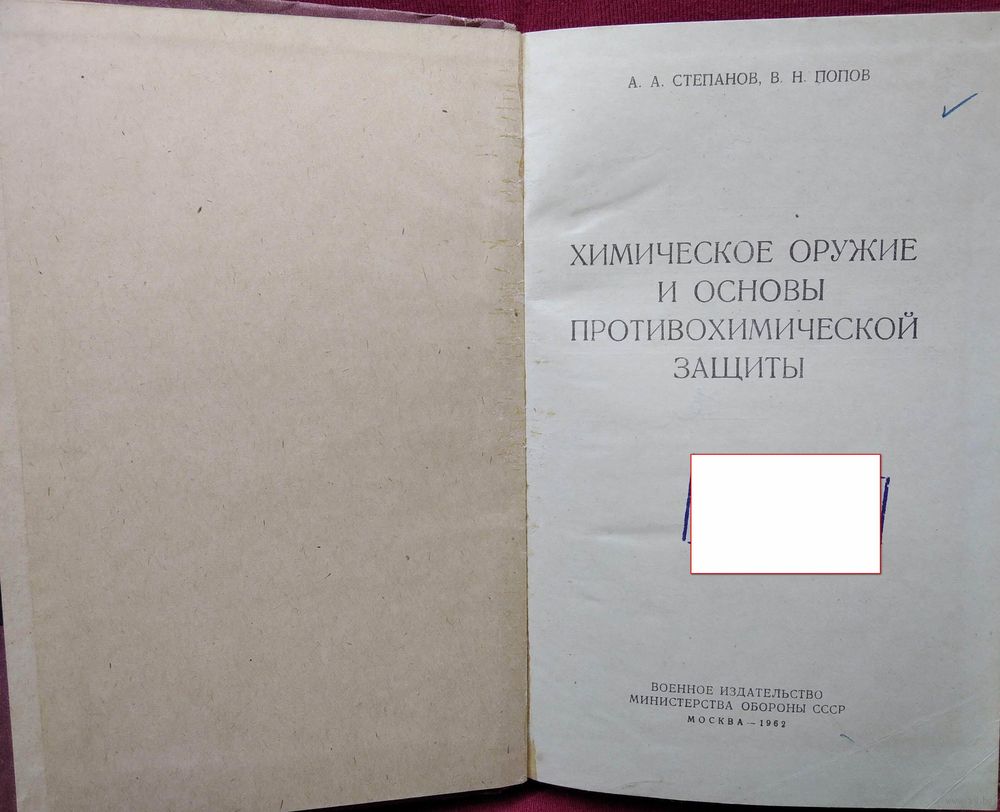 А. А. СТЕПАНОВ, В. Н. ПОПОВ
ХИМИЧЕСКОЕ ОРУЖИЕ
И ОСНОВЫ
ПРОТИВОХИМИЧЕСКОЙ
ЗАЩИТЫ
ВОЕННОЕ ИЗДАТЕЛЬСТВО
МИНИСТЕРСТВА ОБОРОНЫ СССР
МОСКВА — 1962